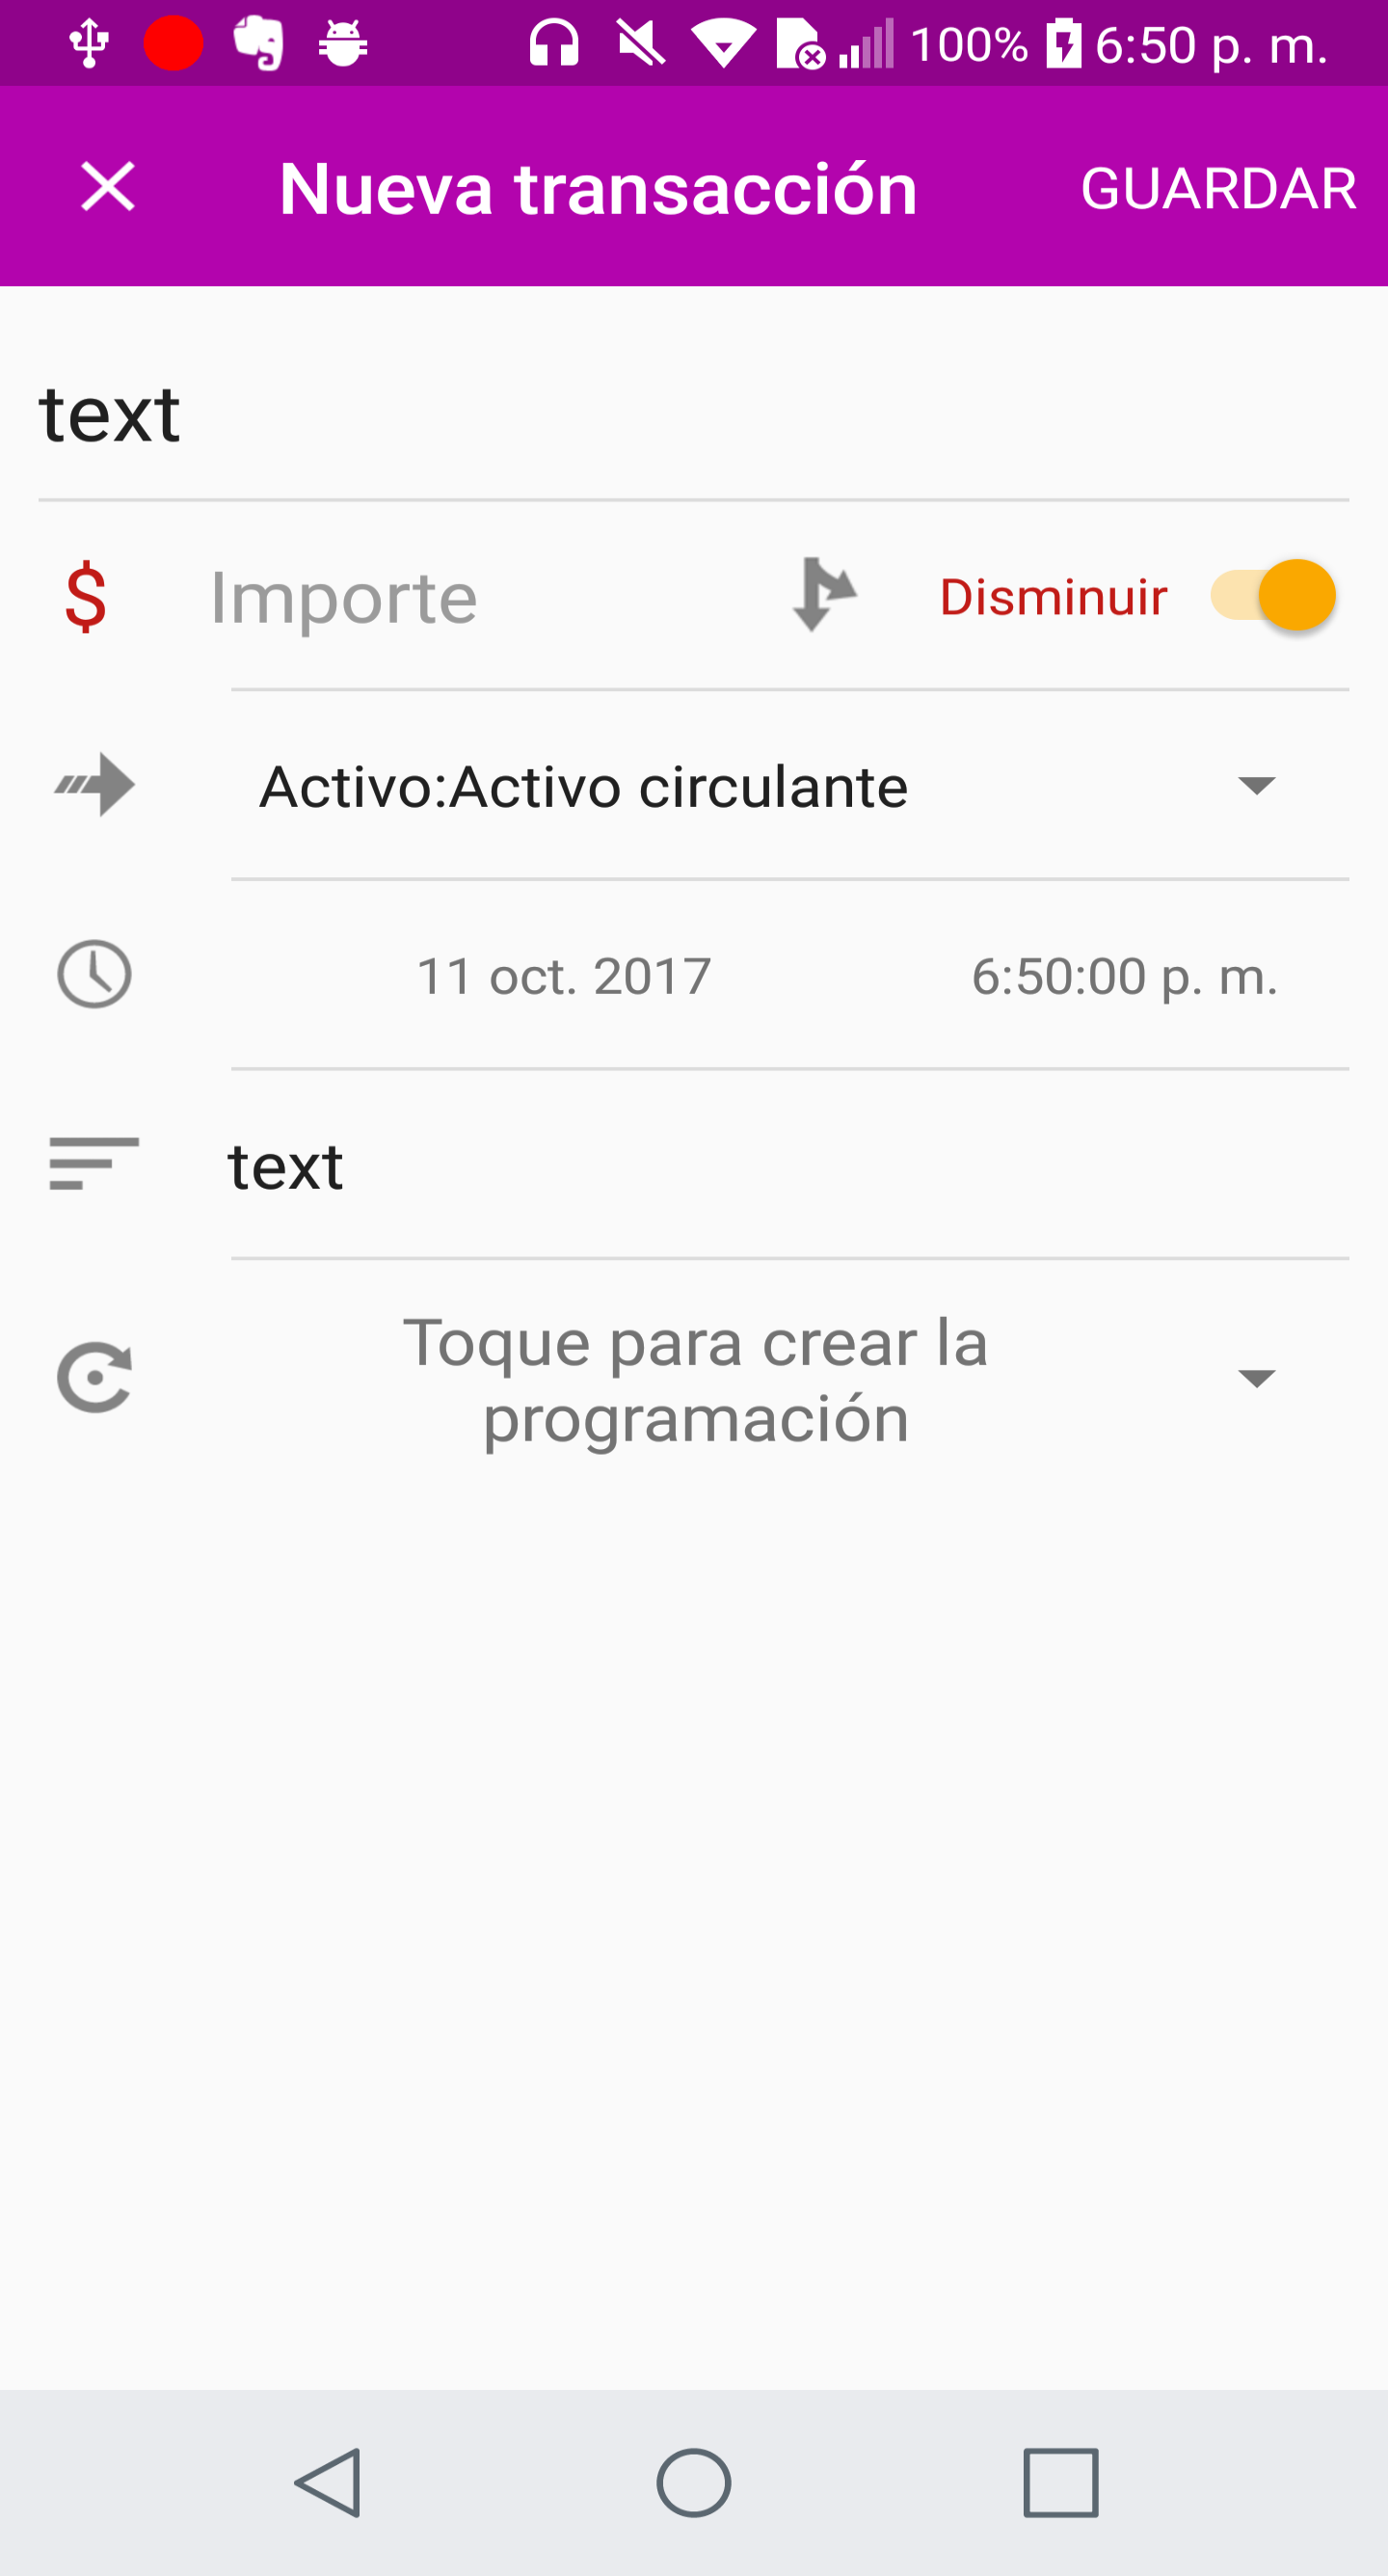 100% 6:50 p. m.
Nueva transacción GUARDAR
text
$ Importe Disminuir
Activo:Activo circulante
11 oct. 2017 6:50:00 p. m.
text
Toque para crear la
programación